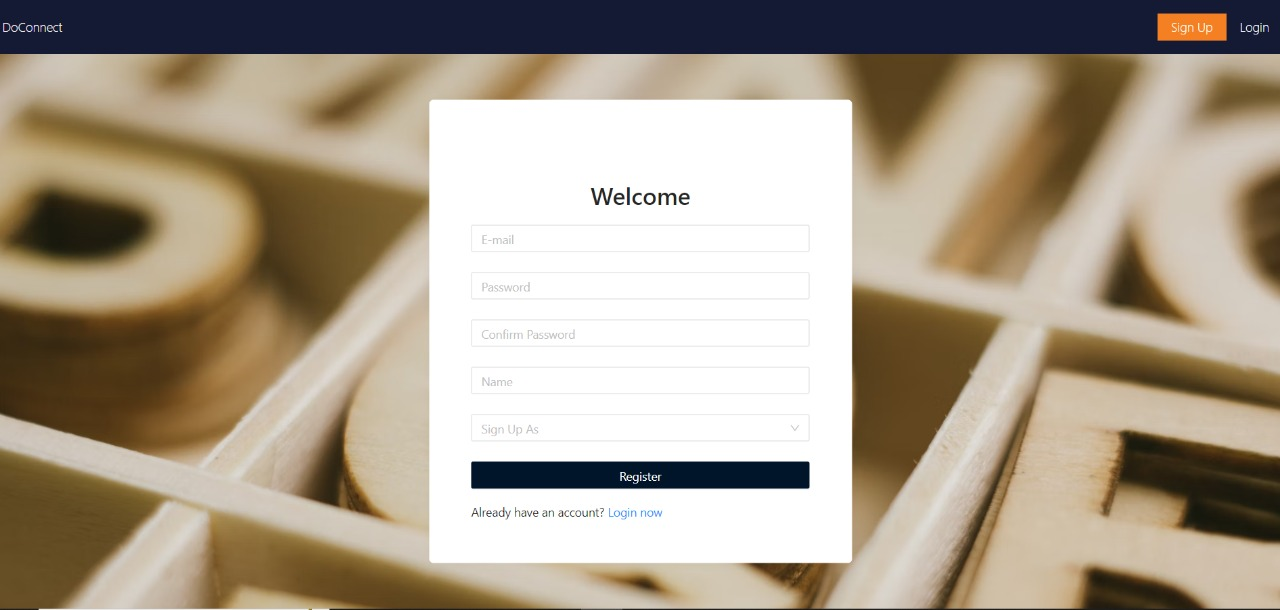 DoConnect
Sign Up
Login
Welcome
E-mail
Password
Confirm Password
Name
Sign Up As
Register
Already have an account? Login now